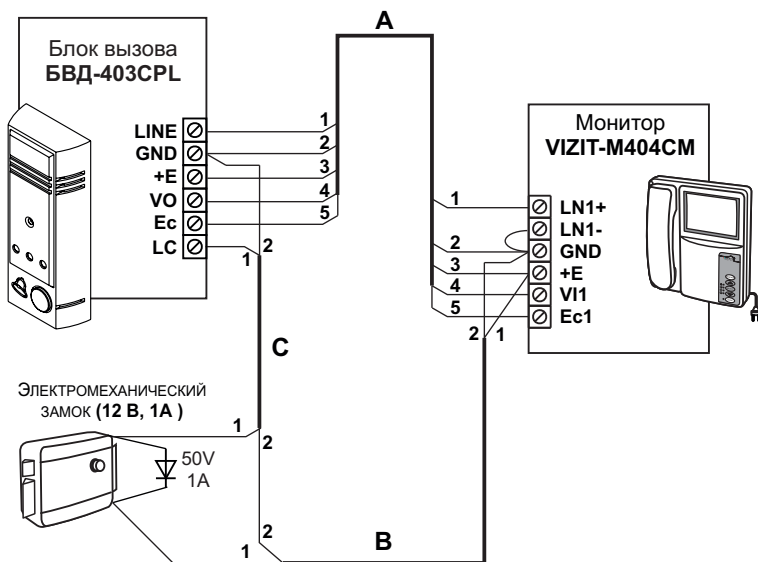 A
Блок вызова
БВД-403CPL
LINE
GND
+E
VO
Ec
LC
1
2
3
4
5
2
1
Монитор
VIZIT-M404CM
1
2
3
4
5
LN1+
LN1-
GND
+E
VI1
Ec1
2 1
C
ЭЛЕКТРОМЕХАНИЧЕСКИЙ
ЗАМОК (12 В, 1А )
1
2
50V
1A
2
1
B